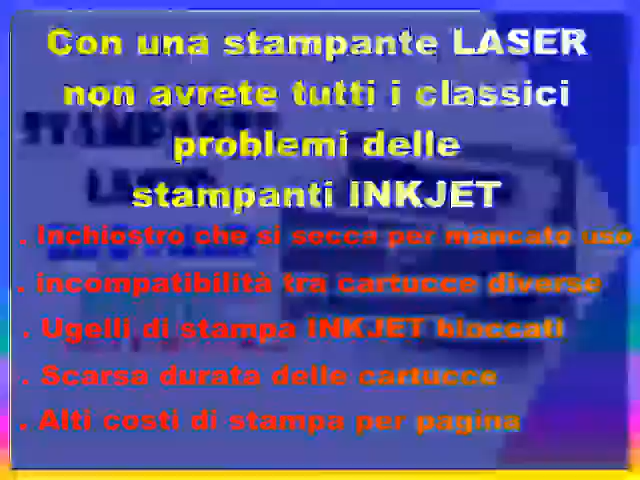 Con una stampante LASER
non avrete tutti i classici
problemi delle
stampanti INKJET
. Inchiostro che si secca per mancato uso
. incompatibilità tra cartucce diverse
. Ugelli di stampa INKJET bloccati
. Scarsa durata delle cartucce
. Alti costi di stampa per pagina
STAMPANTE
LASER